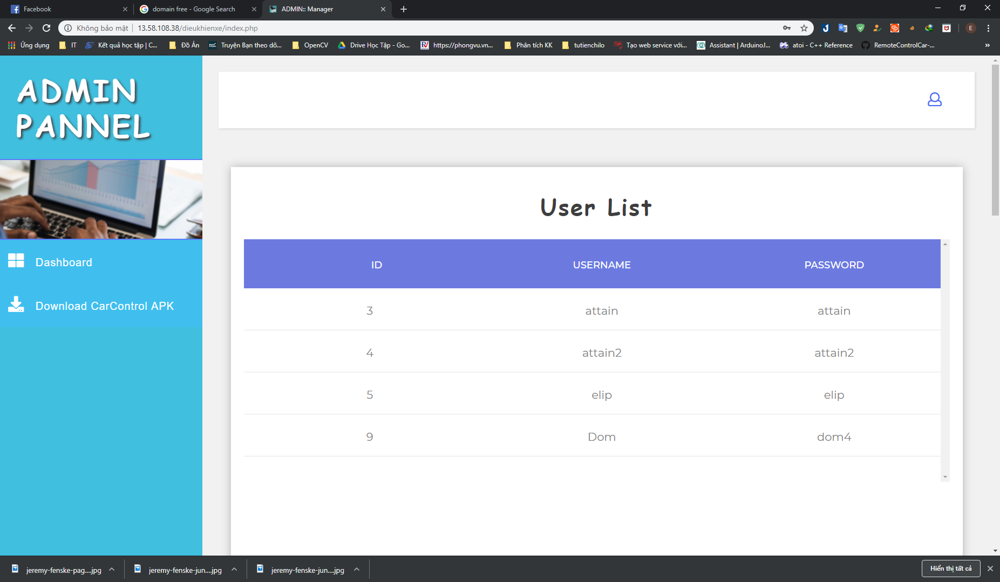 Facebook
domain free - Google Search
ADMIN:: Manager
Không bảo mật
13.58.108.38/dieukhienxe/index.php
E
Ứng dụng
IT
Kết quả học tập | C...
Đồ Án
Truyện Bạn theo dõ...
OpenCV
Drive Học Tập - Go...
https://phongvu.vn...
Phân tích KK
tutienchilo
Tạo web service với...
Assistant | ArduinoJ...
atoi - C++ Reference
RemoteControlCar-...
»
ADMIN
PANNEL
Dashboard
Download CarControl APK
User List
ID USERNAME PASSWORD
3 attain attain
4 attain2 attain2
5 elip elip
9 Dom dom4
jeremy-fenske-pag....jpg
jeremy-fenske-jun....jpg
jeremy-fenske-jun....jpg
Hiển thị tất cả